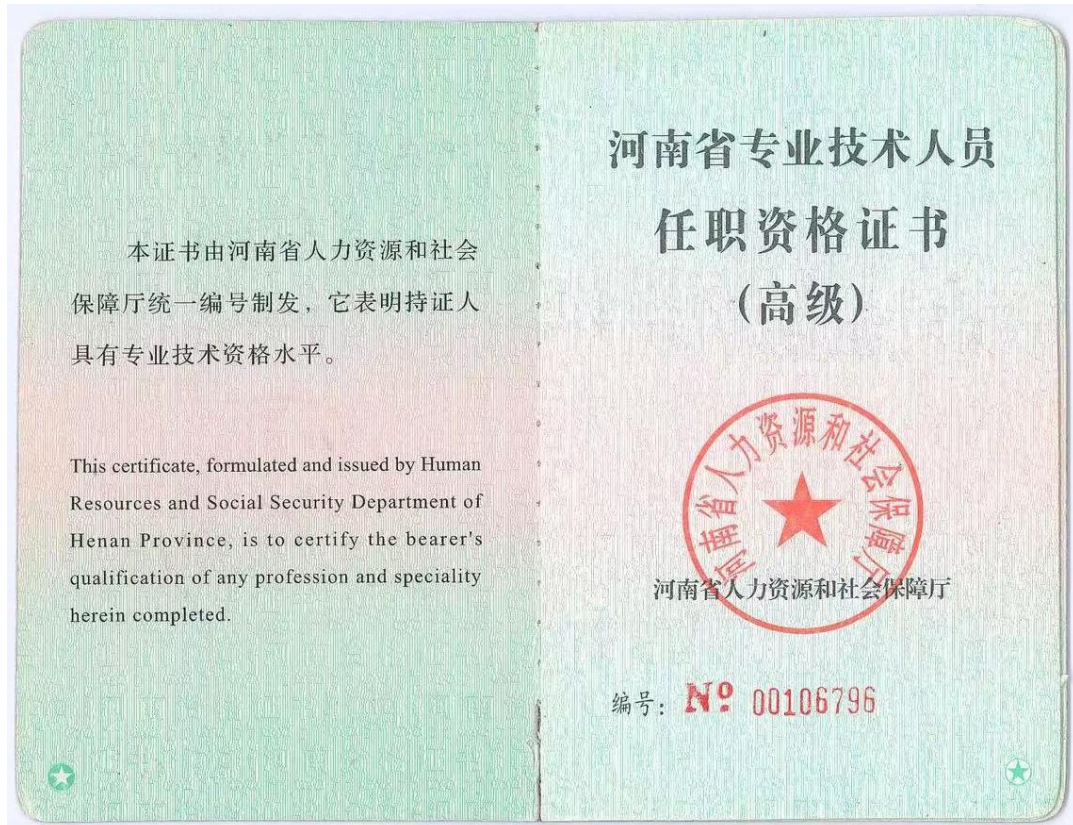 本证书由河南省人力资源和社会
保障厅统一编号制发，它表明持证人
具有专业技术资格水平。
This certificate, formulated and issued by Human
Resources and Social Security Department of
Henan Province, is to certify the bearer's
qualification of any profession and speciality
herein completed.
河南省专业技术人员
任职资格证书
(高级)
河南省人力资源和社会保障厅
河南省人力资源和社会保障厅
编号: Nº 00106796